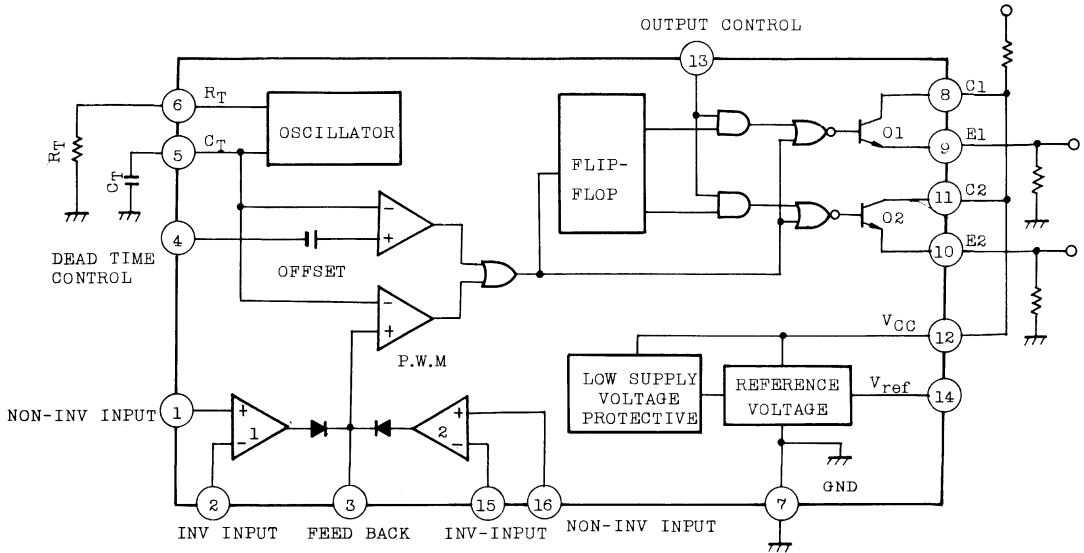 OUTPUT CONTROL
13
6
RT
OSCILLATOR
8
C1
RT
5
CT
O1
9
E1
CT
FLIP-
FLOP
11
C2
4
-
+
O2
10
E2
DEAD TIME
CONTROL
OFFSET
-
+
P.W.M
VCC
12
LOW SUPPLY
VOLTAGE
PROTECTIVE
REFERENCE
VOLTAGE
Vref
14
NON-INV INPUT
1
+
-
1
2
+
-
GND
2
3
15
16
7
INV INPUT
FEED BACK
INV-INPUT
NON-INV INPUT